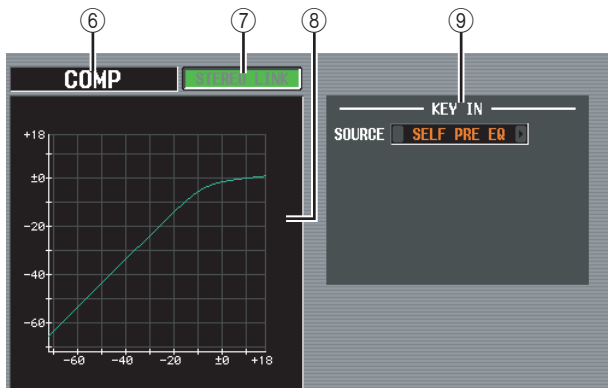 ⑥ ⑦ ⑧ ⑨
COMP
STEREO LINK
KEY IN
SOURCE SELF PRE EQ
+18
±0
-20
-40
-60
-60 -40 -20 ±0 +18